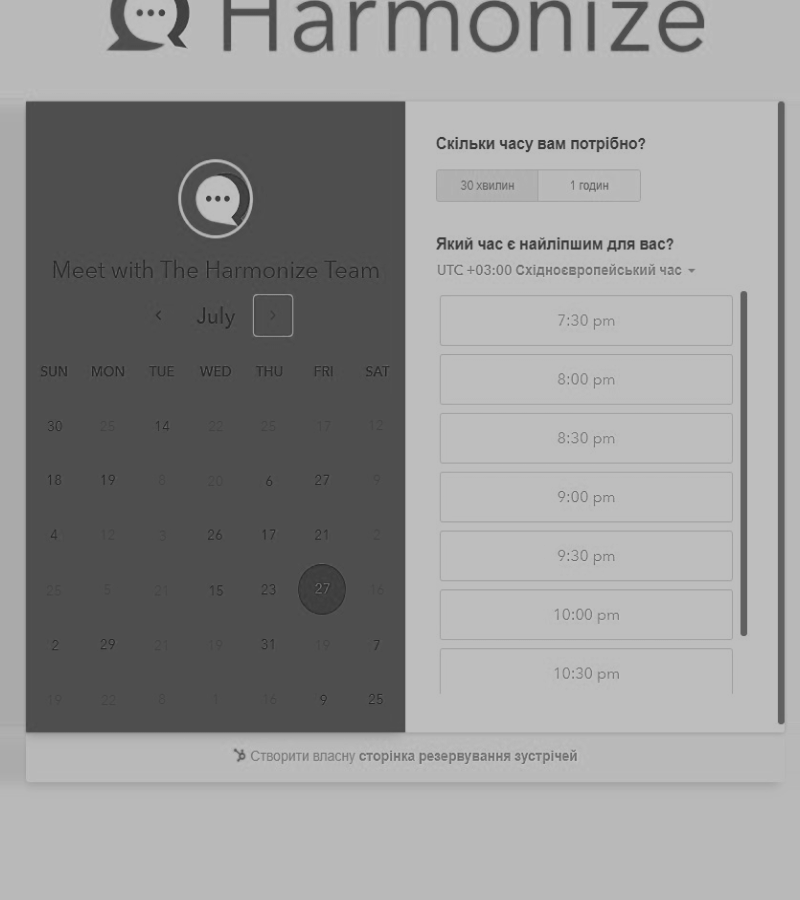 Harmonize
Meet with The Harmonize Team
July
SUN MON TUE WED THU FRI SAT
30 25 14 22 25 17 12
18 19 8 20 6 27 9
4 12 3 26 17 21 2
25 5 21 15 23 27 16
2 29 21 19 31 19 7
19 22 8 1 16 9 25
Скільки часу вам потрібно?
30 хвилин 1 годин
Який час є найліпшим для вас?
UTC +03:00 Східноєвропейський час
7:30 pm
8:00 pm
8:30 pm
9:00 pm
9:30 pm
10:00 pm
10:30 pm
Створити власну сторінка резервування зустрічей